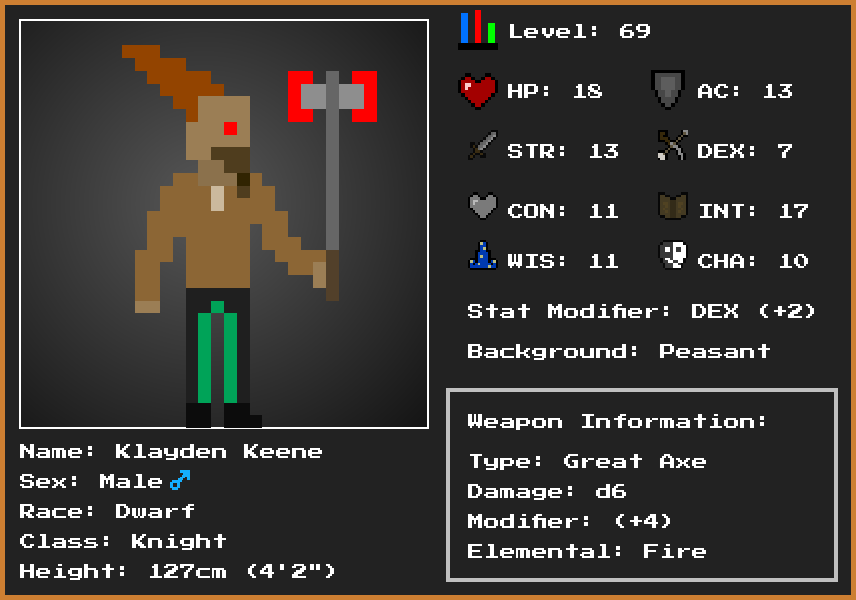 Level: 69
HP: 18
AC: 13
STR: 13
DEX: 7
CON: 11
INT: 17
WIS: 11
CHA: 10
Stat Modifier: DEX (+2)
Background: Peasant
Weapon Information:
Type: Great Axe
Damage: d6
Modifier: (+4)
Elemental: Fire
Name: Klayden Keene
Sex: Male ♂
Race: Dwarf
Class: Knight
Height: 127cm (4'2")